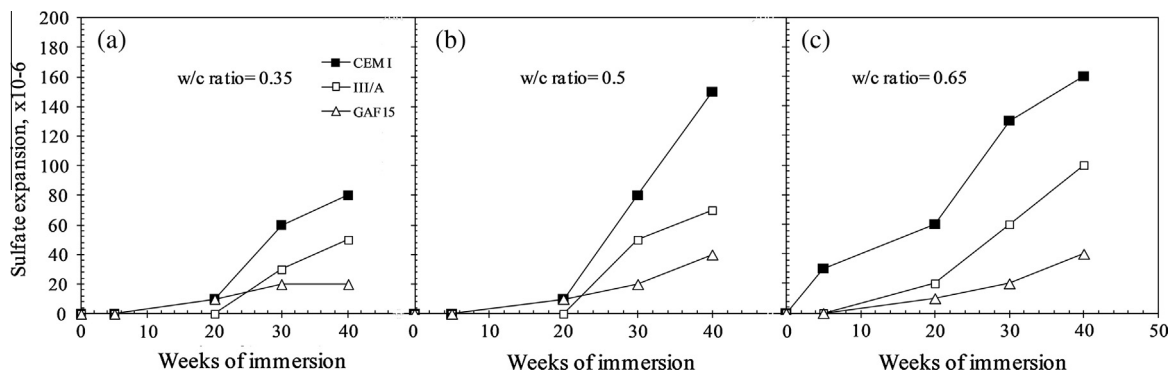 Sulfate expansion, x10-6
200
180
160
140
120
100
80
60
40
20
0
(a)
w/c ratio= 0.35
CEM I
III/A
GAF15
0 10 20 30 40
Weeks of immersion
(b)
w/c ratio= 0.5
0 10 20 30 40
Weeks of immersion
(c)
w/c ratio= 0.65
0 10 20 30 40 50
Weeks of immersion